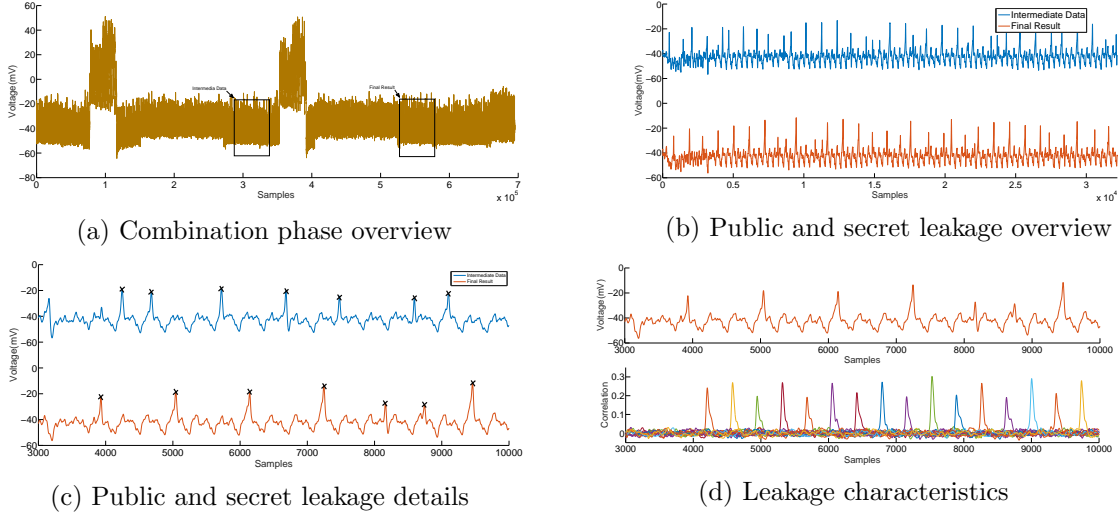 60
40
20
0
−20
−40
−60
−80
Voltage(mV)
Intermedia Data
Final Result
0 1 2 3 4 5 6 7
Samples
x 10^5
(a) Combination phase overview
0
−20
−40
−60
0
−20
−40
−60
Voltage(mV)
Intermediate Data
Final Result
0 0.5 1 1.5 2 2.5 3
Samples
x 10^4
(b) Public and secret leakage overview
0
−20
−40
−60
0
−20
−40
−60
Voltage(mV)
Intermediate Data
Final Result
3000 4000 5000 6000 7000 8000 9000 10000
Samples
(c) Public and secret leakage details
0
−20
−40
−60
Voltage(mV)
3000 4000 5000 6000 7000 8000 9000 10000
Samples
0.3
0.2
0.1
0
Correlation
3000 4000 5000 6000 7000 8000 9000 10000
Samples
(d) Leakage characteristics